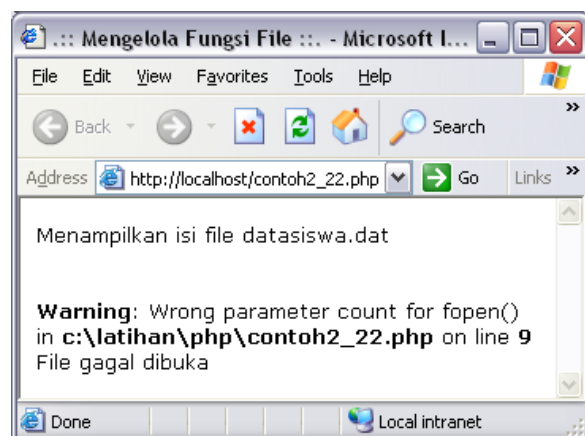 .:: Mengelola Fungsi File ::. - Microsoft I...
File Edit View Favorites Tools Help
Back Search »
Address http://localhost/contoh2_22.php Go Links »
Menampilkan isi file datasiswa.dat
Warning: Wrong parameter count for fopen()
in c:\latihan\php\contoh2_22.php on line 9
File gagal dibuka
Done Local intranet